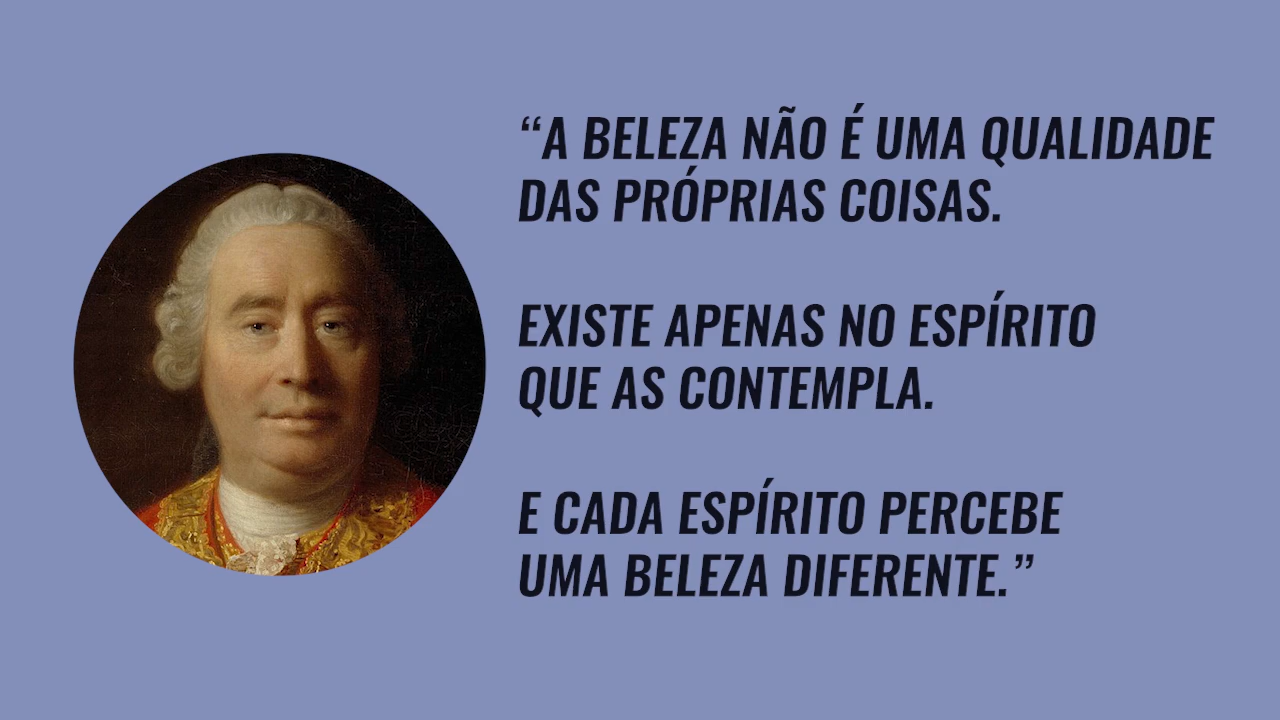 “A BELEZA NÃO É UMA QUALIDADE
DAS PRÓPRIAS COISAS.
EXISTE APENAS NO ESPÍRITO
QUE AS CONTEMPLA.
E CADA ESPÍRITO PERCEBE
UMA BELEZA DIFERENTE.”